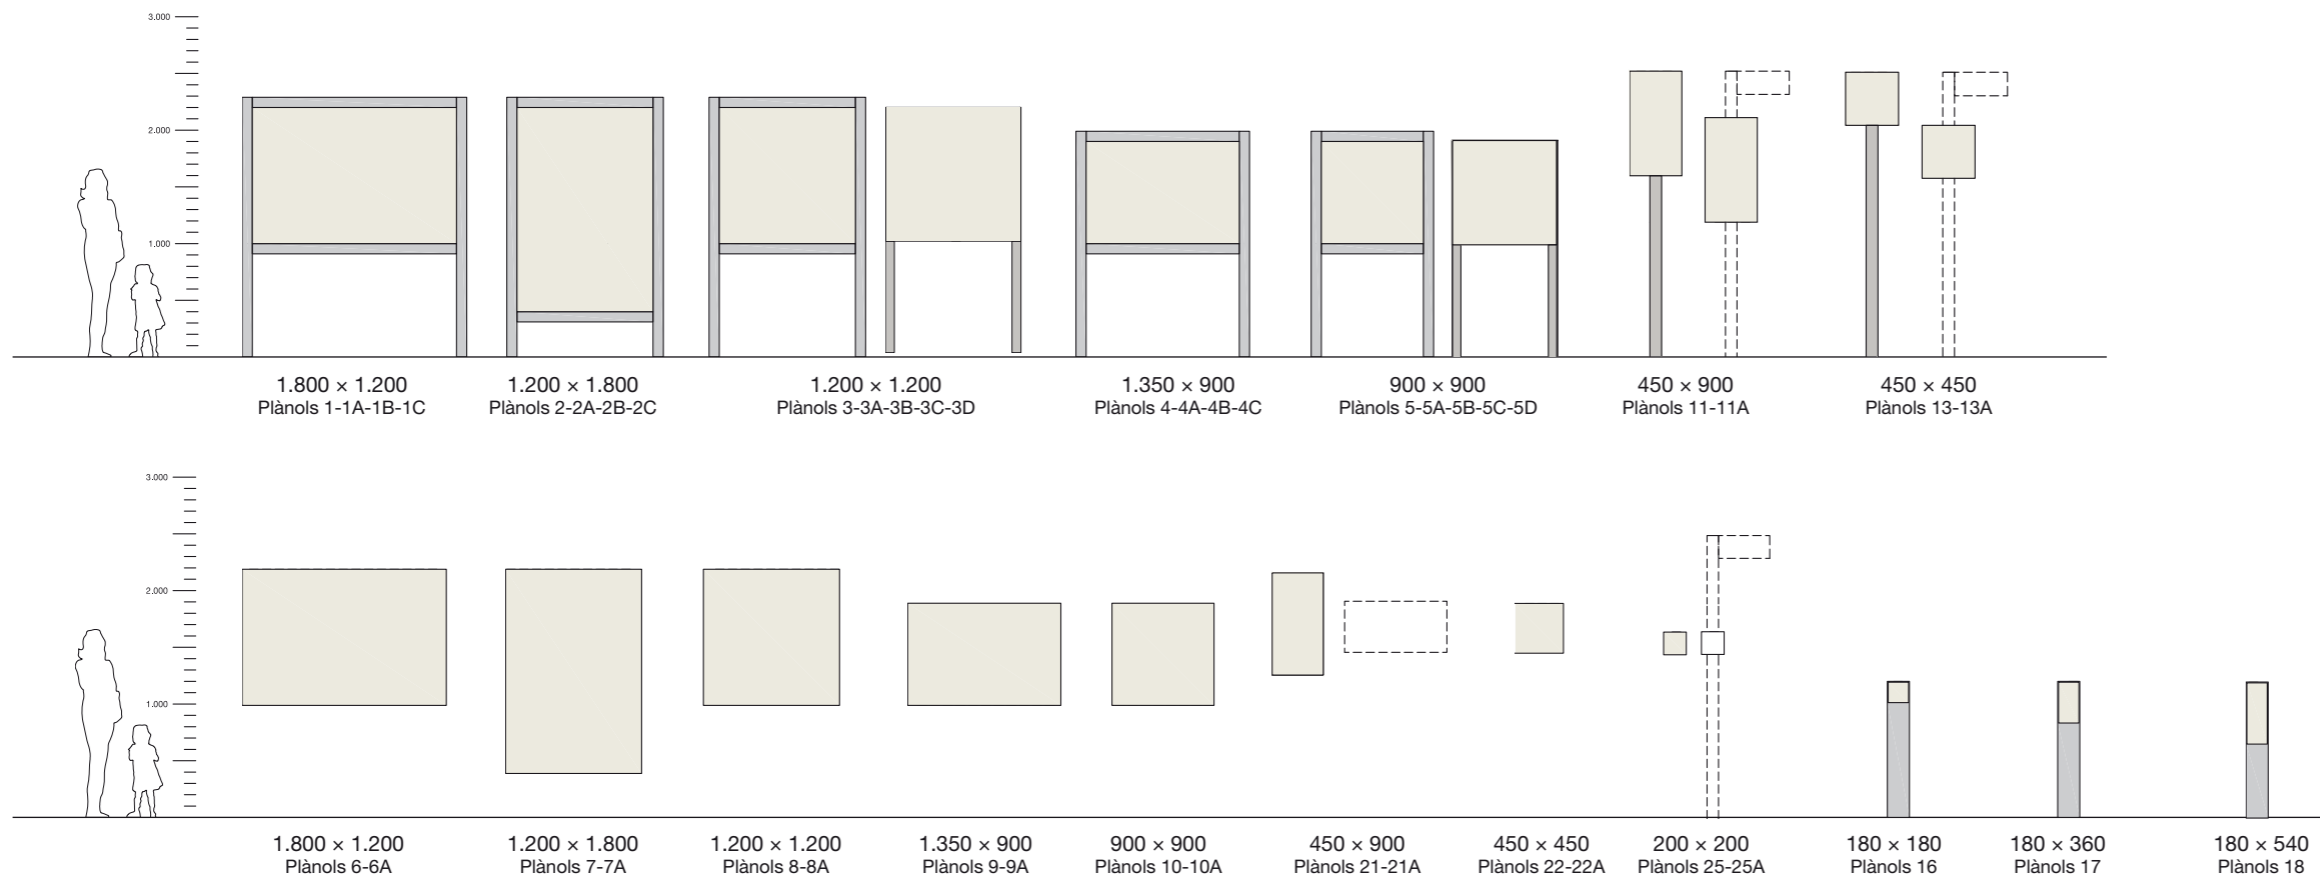 3.000
2.000
1.000
1.800 × 1.200
Plànols 1-1A-1B-1C
1.200 × 1.800
Plànols 2-2A-2B-2C
1.200 × 1.200
Plànols 3-3A-3B-3C-3D
1.350 × 900
Plànols 4-4A-4B-4C
900 × 900
Plànols 5-5A-5B-5C-5D
450 × 900
Plànols 11-11A
450 × 450
Plànols 13-13A
3.000
2.000
1.000
1.800 × 1.200
Plànols 6-6A
1.200 × 1.800
Plànols 7-7A
1.200 × 1.200
Plànols 8-8A
1.350 × 900
Plànols 9-9A
900 × 900
Plànols 10-10A
450 × 900
Plànols 21-21A
450 × 450
Plànols 22-22A
200 × 200
Plànols 25-25A
180 × 180
Plànols 16
180 × 360
Plànols 17
180 × 540
Plànols 18